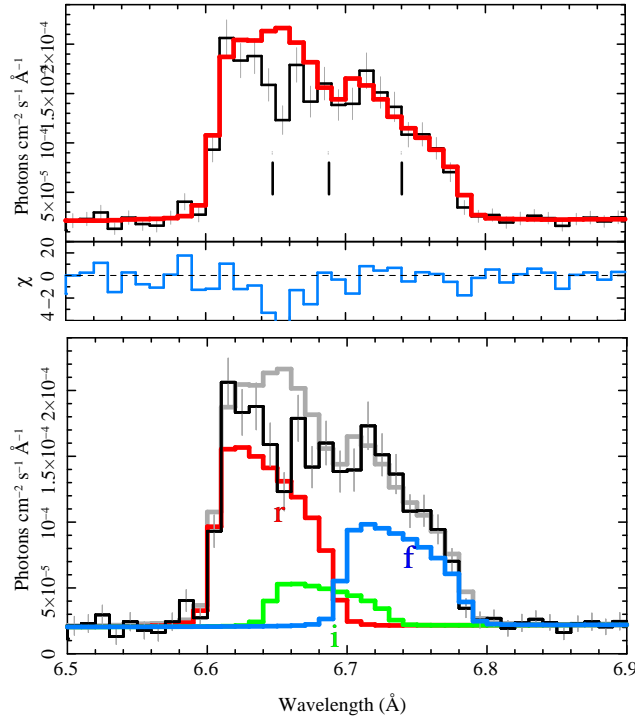 Photons cm⁻² s⁻¹ Å⁻¹
5×10⁻⁵
10⁻⁴
1.5×10⁻⁴
2×10⁻⁴
χ
20
0
−2
4
Photons cm⁻² s⁻¹ Å⁻¹
0
5×10⁻⁵
10⁻⁴
1.5×10⁻⁴
2×10⁻⁴
r
f
i
6.5 6.6 6.7 6.8 6.9
Wavelength (Å)